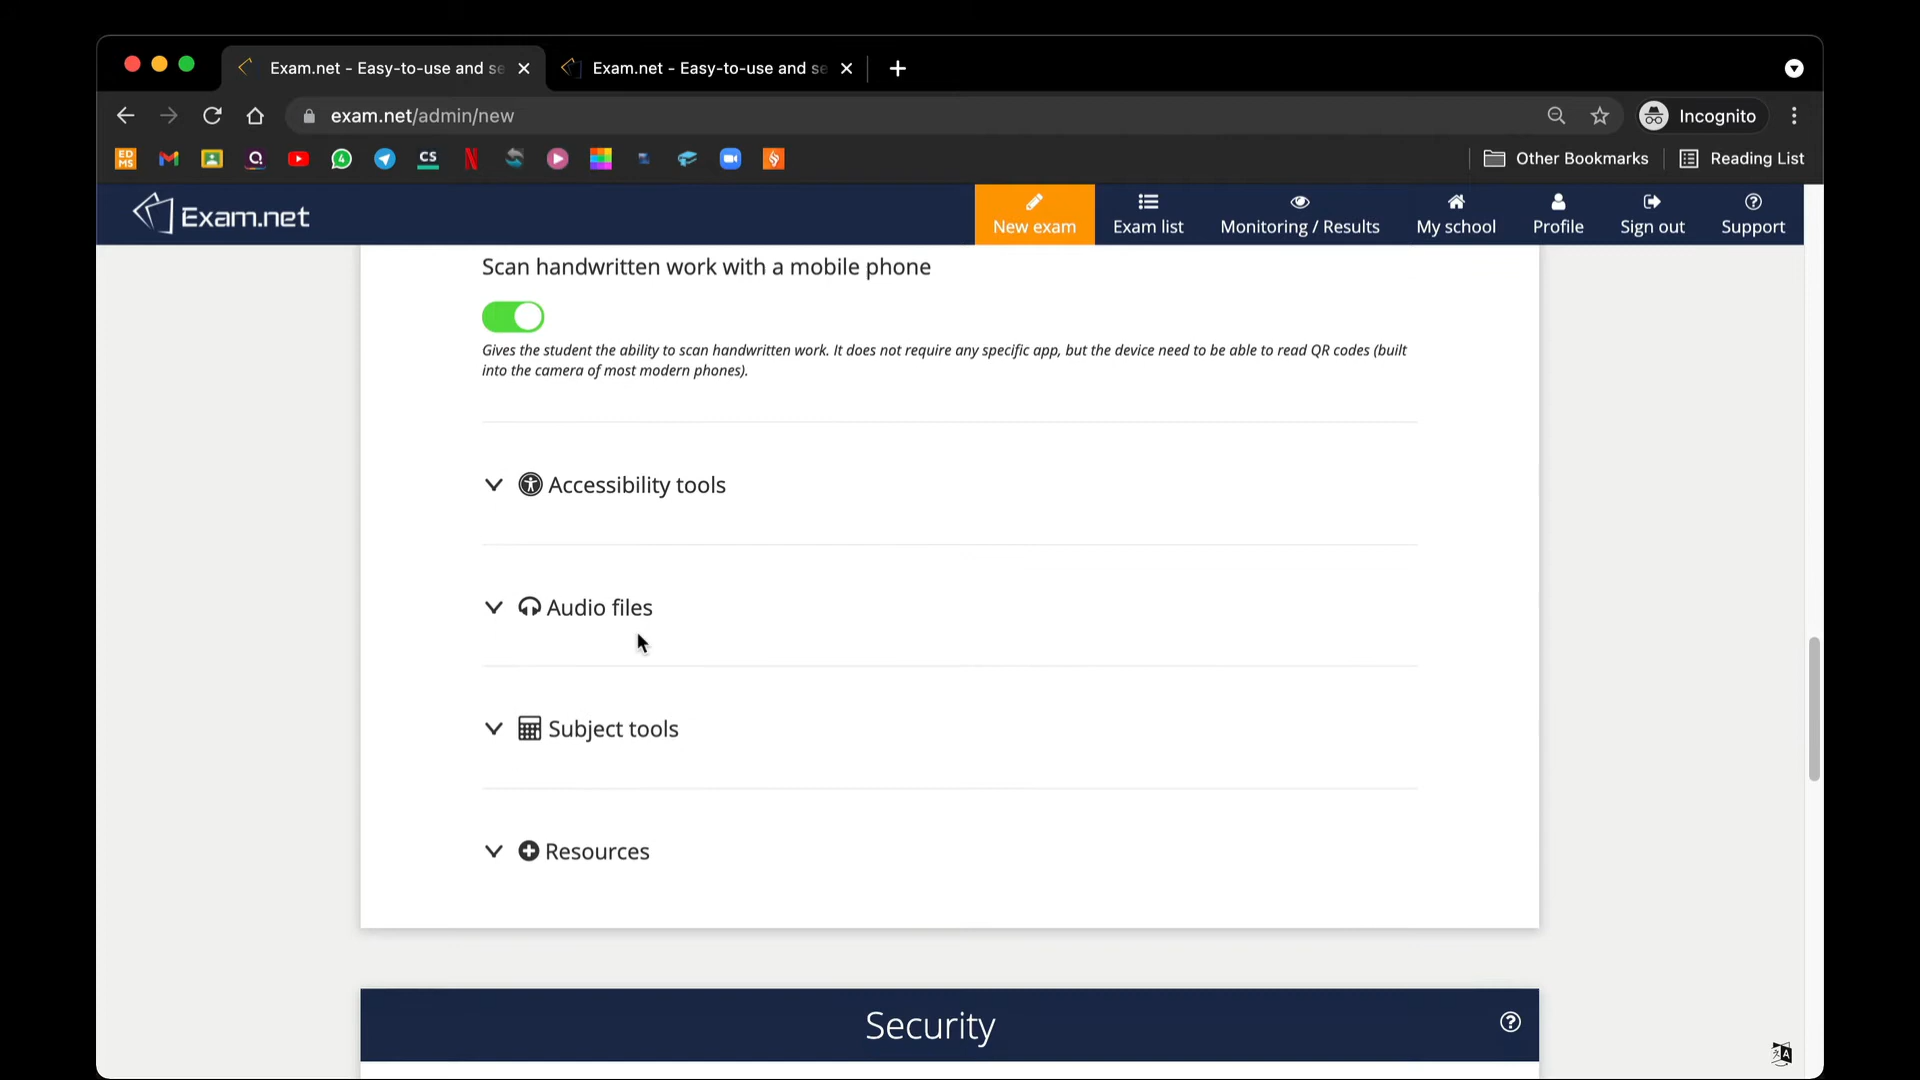 Exam.net - Easy-to-use and se
Exam.net - Easy-to-use and se
exam.net/admin/new
Incognito
ED
MS
4
CS
N
Other Bookmarks
Reading List
Exam.net
New exam
Exam list
Monitoring / Results
My school
Profile
Sign out
Support
Scan handwritten work with a mobile phone
Gives the student the ability to scan handwritten work. It does not require any specific app, but the device need to be able to read QR codes (built
into the camera of most modern phones).
Accessibility tools
Audio files
Subject tools
Resources
Security